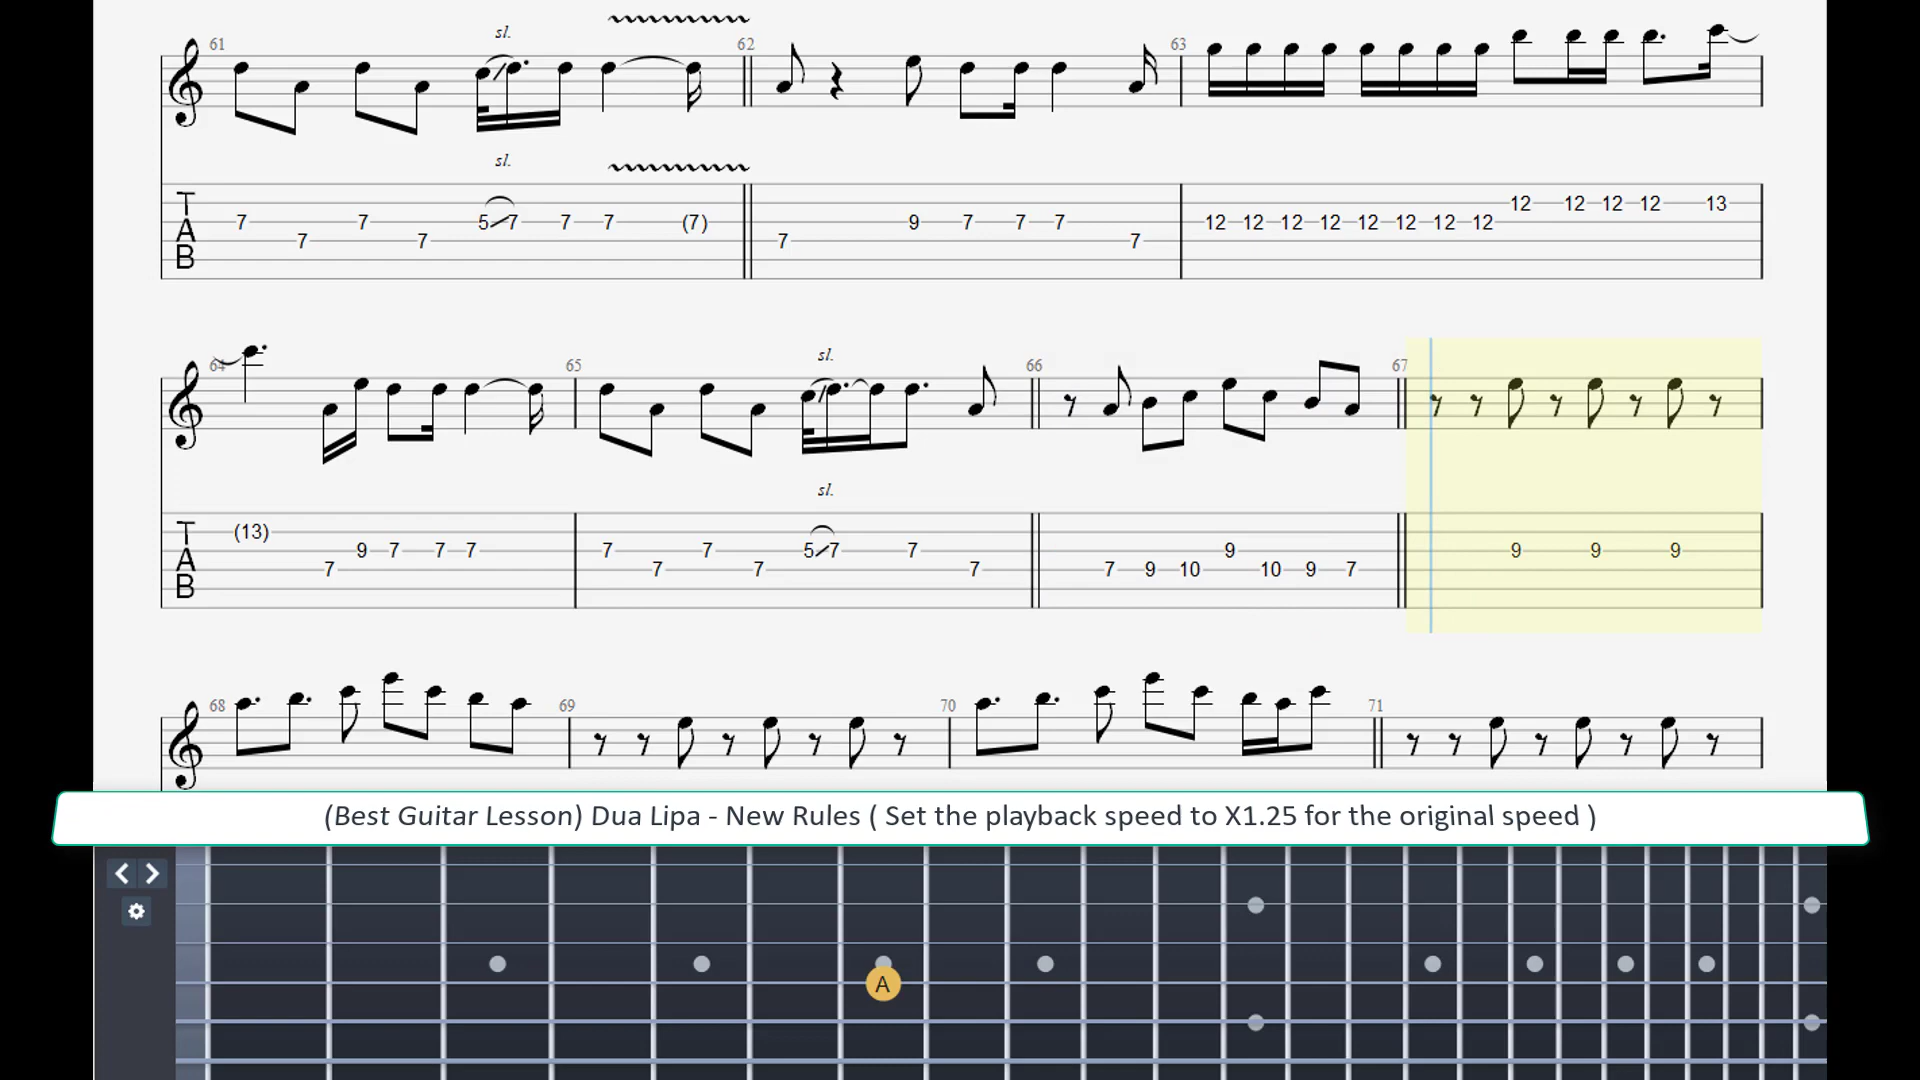 sl.
61 62 63
sl.
T A B
7 7 7 7 5 7 7 7 (7) 7 9 7 7 7 7 12 12 12 12 12 12 12 12 12 12 12 12 13
sl.
64 65 66 67
sl.
T A B
(13) 7 9 7 7 7 7 7 7 7 5 7 7 7 7 9 10 9 10 9 7 9 9 9
68 69 70 71
(Best Guitar Lesson) Dua Lipa - New Rules ( Set the playback speed to X1.25 for the original speed )
A